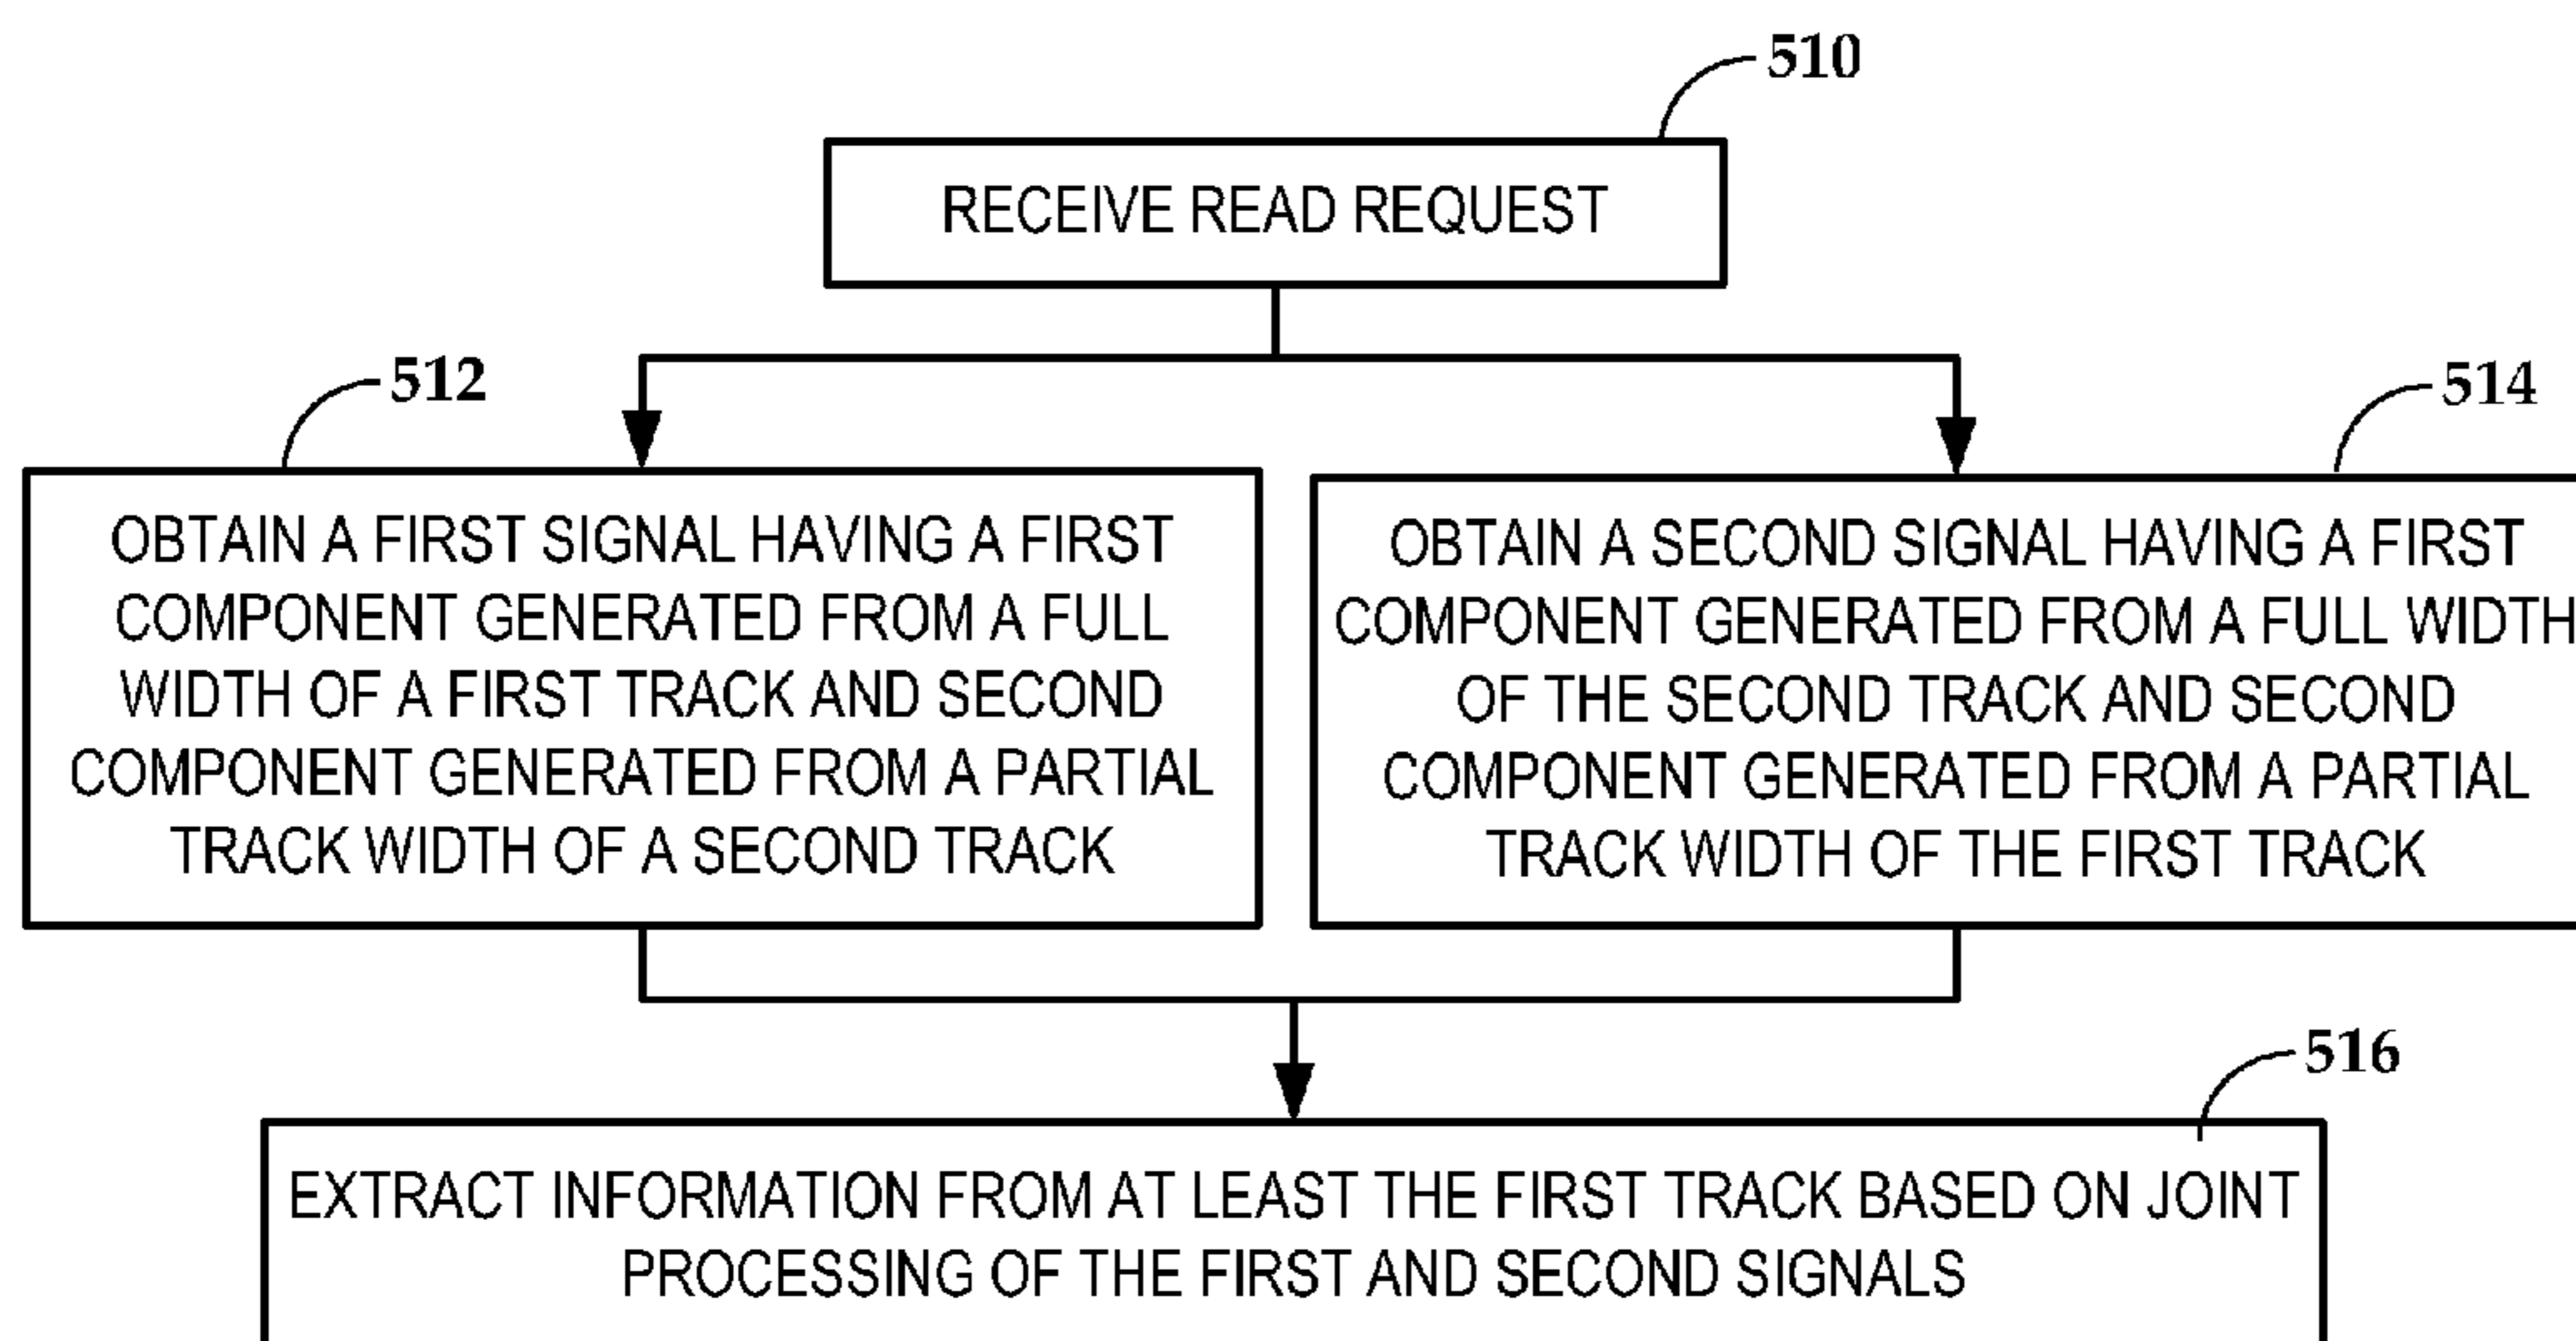 510
RECEIVE READ REQUEST
512
514
OBTAIN A FIRST SIGNAL HAVING A FIRST
COMPONENT GENERATED FROM A FULL
WIDTH OF A FIRST TRACK AND SECOND
COMPONENT GENERATED FROM A PARTIAL
TRACK WIDTH OF A SECOND TRACK
OBTAIN A SECOND SIGNAL HAVING A FIRST
COMPONENT GENERATED FROM A FULL WIDTH
OF THE SECOND TRACK AND SECOND
COMPONENT GENERATED FROM A PARTIAL
TRACK WIDTH OF THE FIRST TRACK
516
EXTRACT INFORMATION FROM AT LEAST THE FIRST TRACK BASED ON JOINT
PROCESSING OF THE FIRST AND SECOND SIGNALS